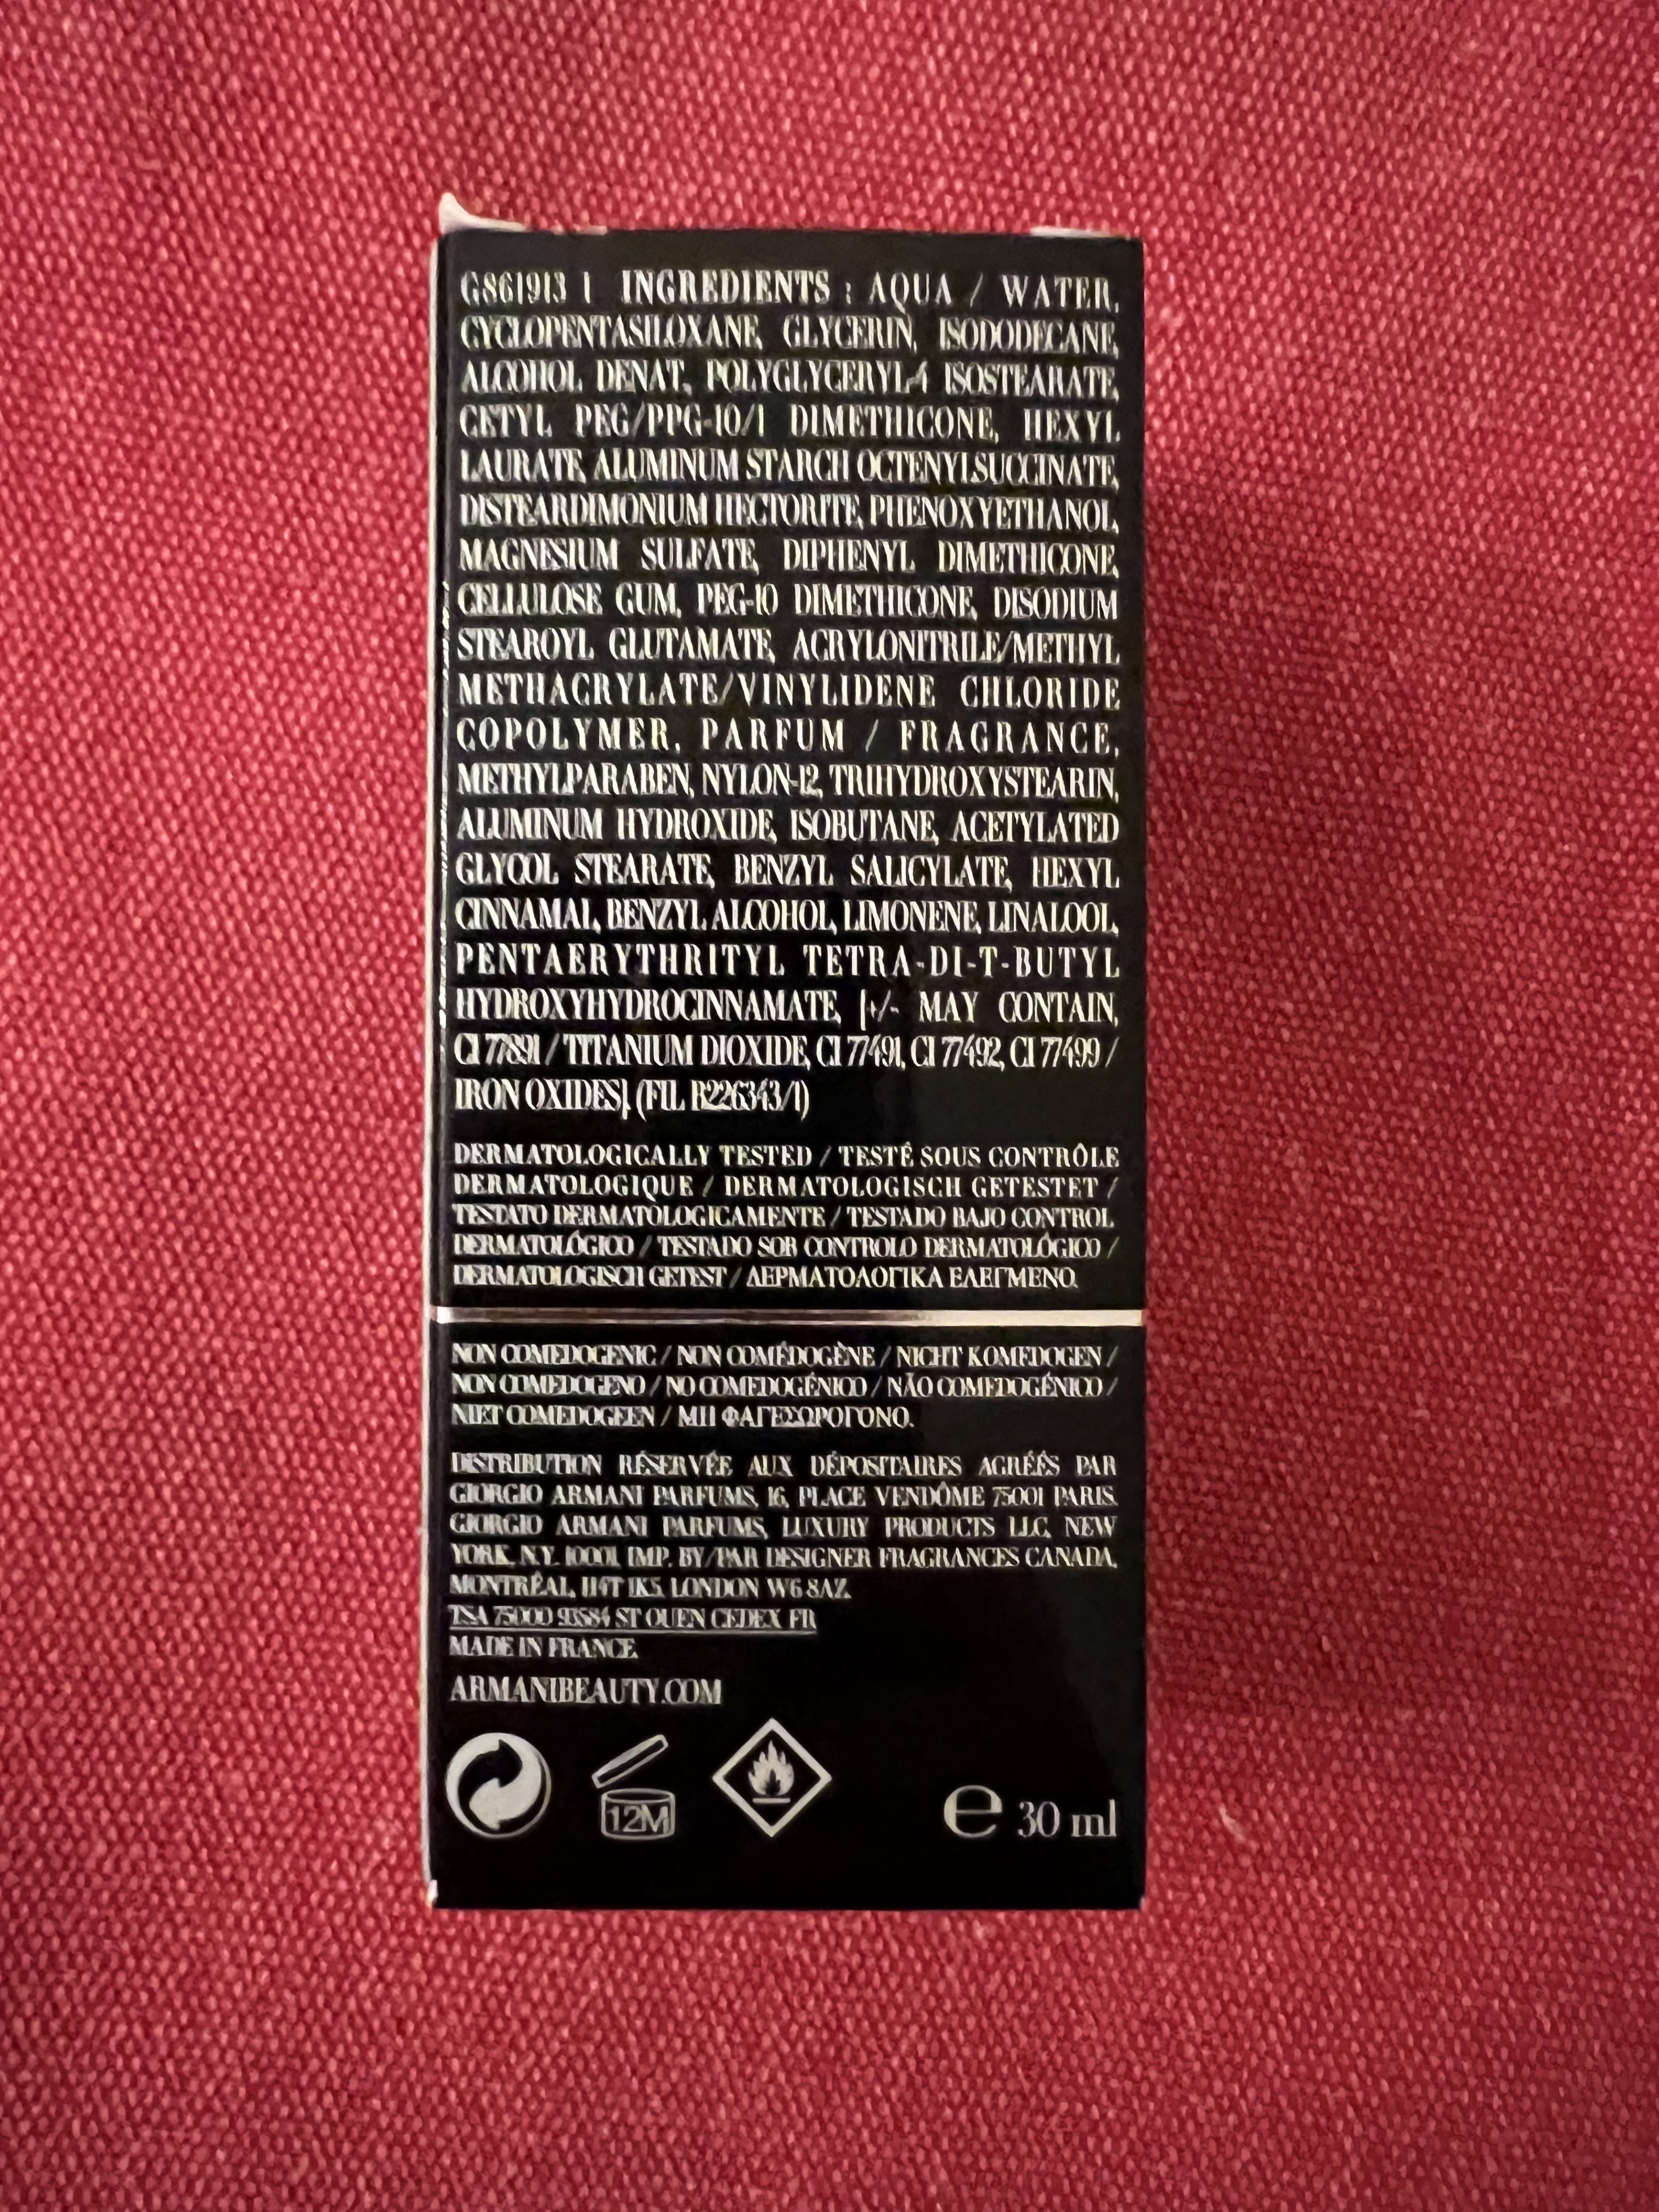 G861913 1 INGREDIENTS : AQUA / WATER,
CYCLOPENTASILOXANE, GLYCERIN, ISODODECANE,
ALCOHOL DENAT., POLYGLYCERYL-4 ISOSTEARATE,
CETYL PEG/PPG-10/1 DIMETHICONE, HEXYL
LAURATE, ALUMINUM STARCH OCTENYLSUCCINATE,
DISTEARDIMONIUM HECTORITE, PHENOXYETHANOL,
MAGNESIUM SULFATE, DIPHENYL DIMETHICONE,
CELLULOSE GUM, PEG-10 DIMETHICONE, DISODIUM
STEAROYL GLUTAMATE, ACRYLONITRILE/METHYL
METHACRYLATE/VINYLIDENE CHLORIDE
COPOLYMER, PARFUM / FRAGRANCE,
METHYLPARABEN, NYLON-12, TRIHYDROXYSTEARIN,
ALUMINUM HYDROXIDE, ISOBUTANE, ACETYLATED
GLYCOL STEARATE, BENZYL SALICYLATE, HEXYL
CINNAMAL, BENZYL ALCOHOL, LIMONENE, LINALOOL,
PENTAERYTHRITYL TETRA-DI-T-BUTYL
HYDROXYHYDROCINNAMATE, [+/- MAY CONTAIN,
CI 77891 / TITANIUM DIOXIDE, CI 77491, CI 77492, CI 77499 /
IRON OXIDES]. (FIL B226343/1)
DERMATOLOGICALLY TESTED / TESTÉ SOUS CONTRÔLE
DERMATOLOGIQUE / DERMATOLOGISCH GETESTET /
TESTATO DERMATOLOGICAMENTE / TESTADO BAJO CONTROL
DERMATOLÓGICO / TESTADO SOB CONTROLO DERMATOLÓGICO /
DERMATOLOGISCH GETEST / ΔΕΡΜΑΤΟΛΟΓΙΚΑ ΕΛΕΓΜΕΝΟ.
NON COMEDOGENIC / NON COMÉDOGÈNE / NICHT KOMEDOGEN /
NON COMEDOGENO / NO COMEDOGÉNICO / NÃO COMEDOGÉNICO /
NIET COMEDOGEEN / ΜΗ ΦΑΓΕΣΩΡΟΓΟΝΟ.
DISTRIBUTION RÉSERVÉE AUX DÉPOSITAIRES AGRÉÉS PAR
GIORGIO ARMANI PARFUMS, 16, PLACE VENDÔME 75001 PARIS.
GIORGIO ARMANI PARFUMS, LUXURY PRODUCTS LLC, NEW
YORK, N.Y. 10001. IMP. BY/PAR DESIGNER FRAGRANCES CANADA,
MONTRÉAL, H4T 1K5. LONDON W6 8AZ.
TSA 75000 93584 ST OUEN CEDEX FR
MADE IN FRANCE.
ARMANIBEAUTY.COM
12M
e 30 ml